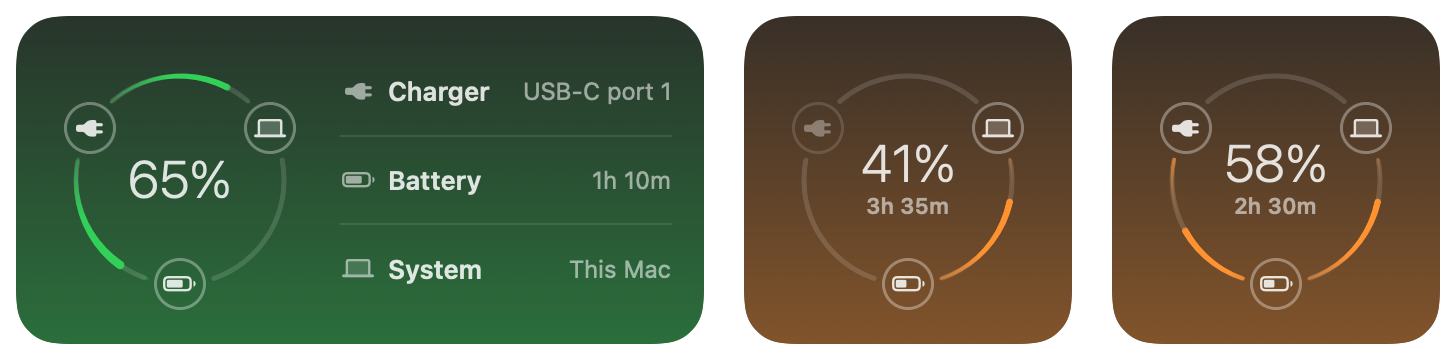 65%
Charger USB-C port 1
Battery 1h 10m
System This Mac
41%
3h 35m
58%
2h 30m